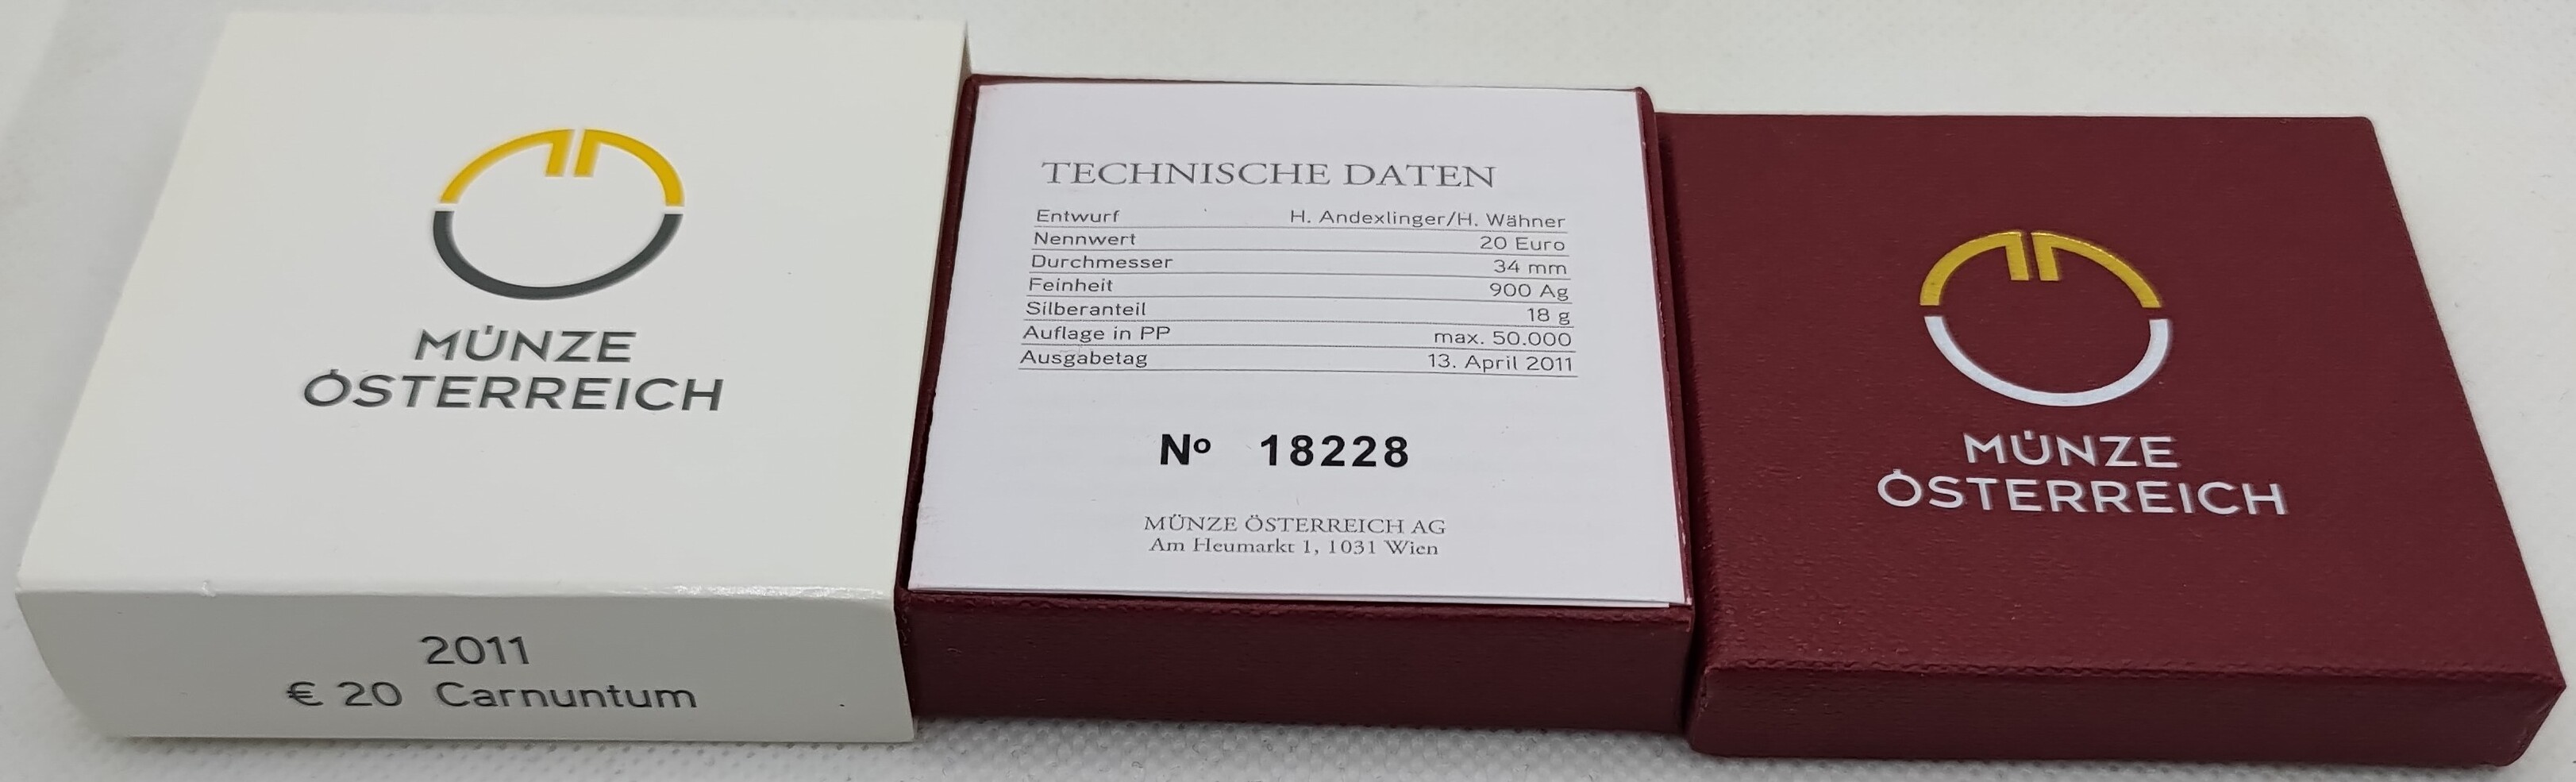 MÜNZE
ÖSTERREICH
2011
€ 20 Carnuntum
TECHNISCHE DATEN
Entwurf H. Andexlinger/H. Wähner
Nennwert 20 Euro
Durchmesser 34 mm
Feinheit 900 Ag
Silberanteil 18 g
Auflage in PP max. 50.000
Ausgabetag 13. April 2011
Nº 18228
MÜNZE ÖSTERREICH AG
Am Heumarkt 1, 1031 Wien
MÜNZE
ÖSTERREICH